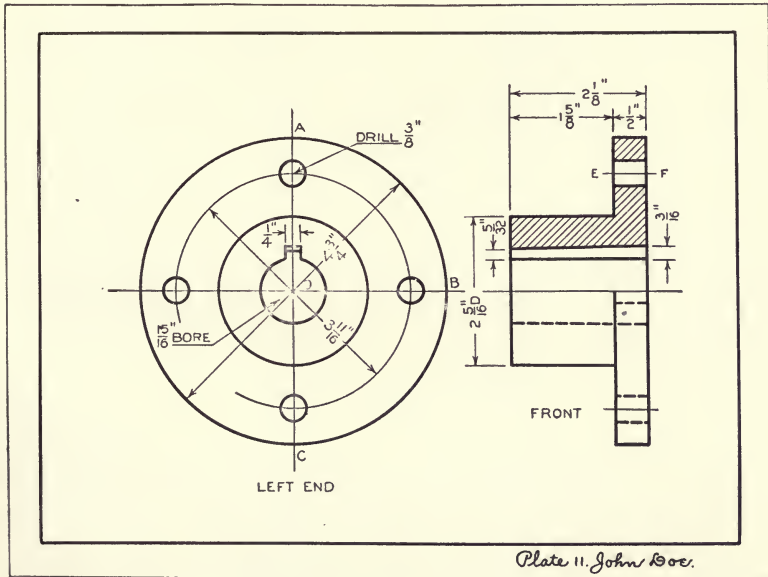 A
DRILL 3/8"
1/4"
4 3/4"
O
B
15/16" BORE
3 11/16"
C
LEFT END
2 1/8"
1 5/8"
1/2"
E
F
5/32
3"/16
2 5/16 D
FRONT
Plate 11. John Doe.